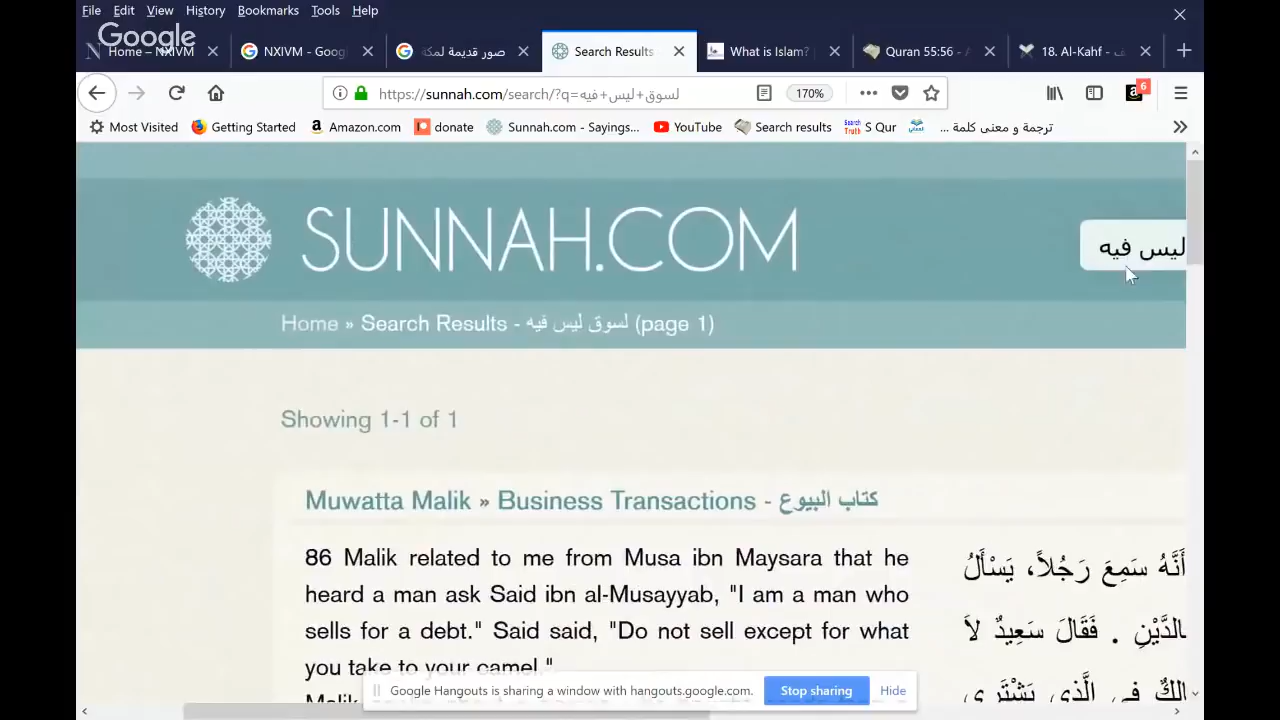 File Edit View History Bookmarks Tools Help
Google
Home – NXIVM
NXIVM - Goog
صور قديمة لمكة
Search Results -
What is Islam?
Quran 55:56 - A
18. Al-Kahf -
https://sunnah.com/search/?q=لسوق+ليس+فيه
170%
6
Most Visited Getting Started Amazon.com donate Sunnah.com - Sayings... YouTube Search results Search Truth S Qur ترجمة و معنى كلمة ...
SUNNAH.COM
ليس فيه
Home » Search Results - لسوق ليس فيه (page 1)
Showing 1-1 of 1
Muwatta Malik » Business Transactions - كتاب البيوع
86 Malik related to me from Musa ibn Maysara that he
heard a man ask Said ibn al-Musayyab, "I am a man who
sells for a debt." Said said, "Do not sell except for what
you take to your camel."
أَنَّهُ سَمِعَ رَجُلاً، يَسْأَلُ
بِالدَّيْنِ . فَقَالَ سَعِيدٌ لاَ
الَّذِي يَشْتَرِي
Google Hangouts is sharing a window with hangouts.google.com. Stop sharing Hide